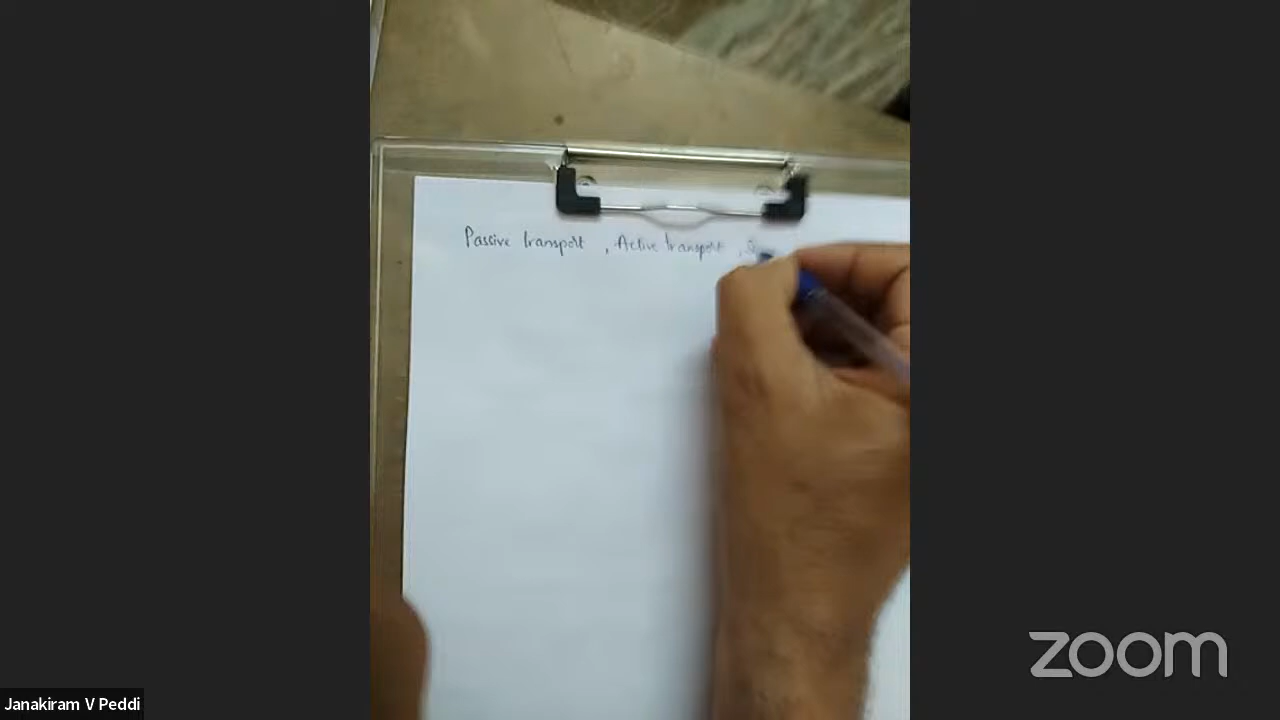 Passive transport , Active transport ,
Janakiram V Peddi
zoom